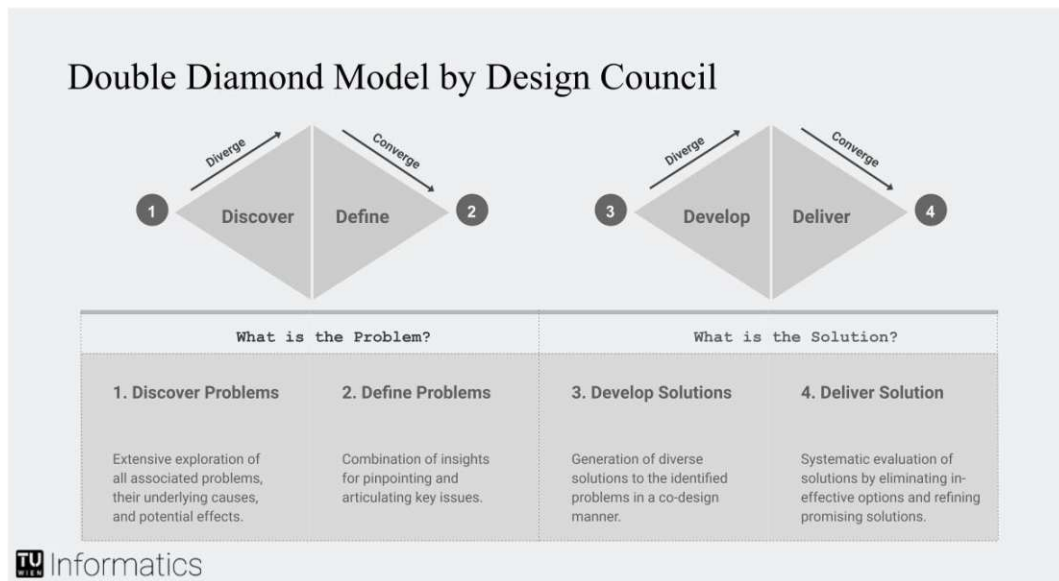 Double Diamond Model by Design Council
Diverge
Converge
Diverge
Converge
1
Discover
Define
2
3
Develop
Deliver
4
What is the Problem?
What is the Solution?
1. Discover Problems
2. Define Problems
3. Develop Solutions
4. Deliver Solution
Extensive exploration of
all associated problems,
their underlying causes,
and potential effects.
Combination of insights
for pinpointing and
articulating key issues.
Generation of diverse
solutions to the identified
problems in a co-design
manner.
Systematic evaluation of
solutions by eliminating in-
effective options and refining
promising solutions.
TU
WIEN
Informatics